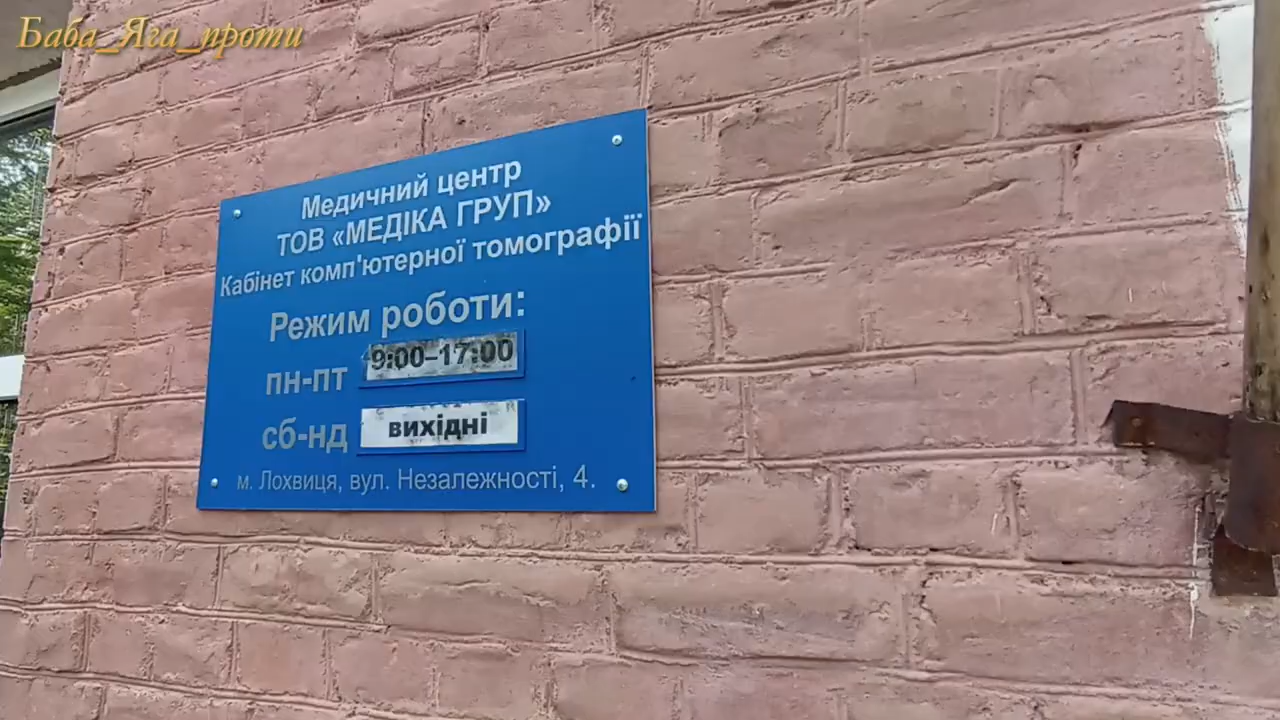 Баба_Яга_проти
Медичний центр
ТОВ «МЕДІКА ГРУП»
Кабінет комп'ютерної томографії
Режим роботи:
пн-пт 9:00–17:00
сб-нд вихідні
м. Лохвиця, вул. Незалежності, 4.